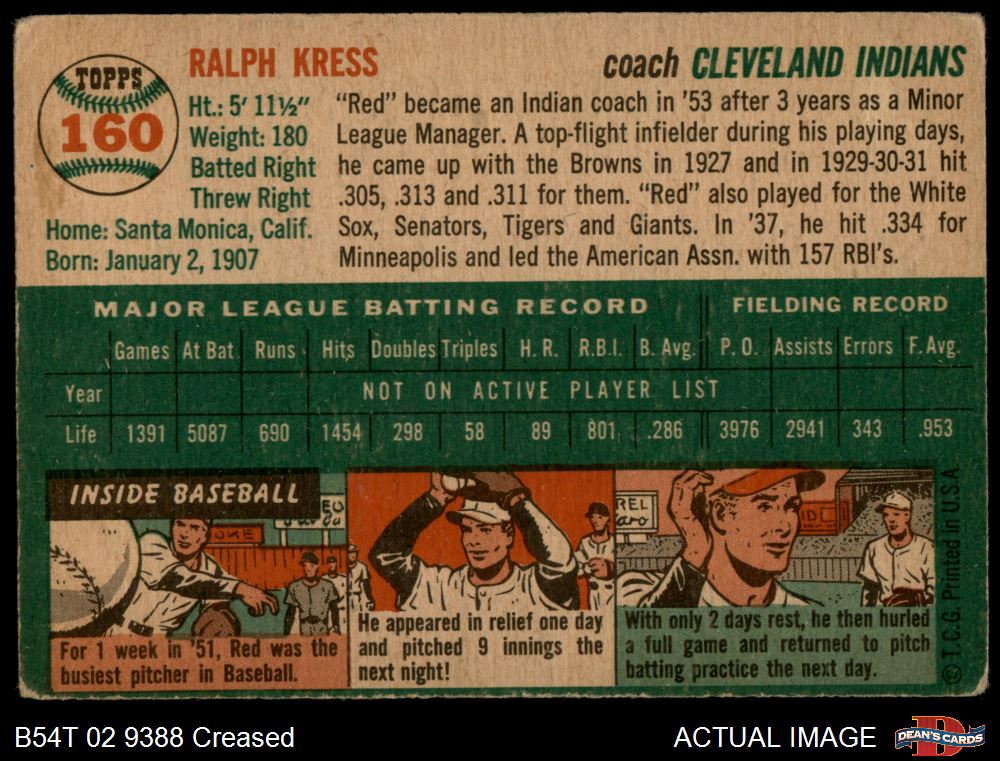 TOPPS
160
RALPH KRESS
Ht.: 5' 11½"
Weight: 180
Batted Right
Threw Right
Home: Santa Monica, Calif.
Born: January 2, 1907
coach CLEVELAND INDIANS
"Red" became an Indian coach in '53 after 3 years as a Minor
League Manager. A top-flight infielder during his playing days,
he came up with the Browns in 1927 and in 1929-30-31 hit
.305, .313 and .311 for them. "Red" also played for the White
Sox, Senators, Tigers and Giants. In '37, he hit .334 for
Minneapolis and led the American Assn. with 157 RBI's.
MAJOR LEAGUE BATTING RECORD FIELDING RECORD
Games At Bat Runs Hits Doubles Triples H. R. R.B.I. B. Avg. P. O. Assists Errors F. Avg.
Year NOT ON ACTIVE PLAYER LIST
Life 1391 5087 690 1454 298 58 89 801 .286 3976 2941 343 .953
INSIDE BASEBALL
For 1 week in '51, Red was the
busiest pitcher in Baseball.
He appeared in relief one day
and pitched 9 innings the
next night!
With only 2 days rest, he then hurled
a full game and returned to pitch
batting practice the next day.
© T.C.G. Printed in U.S.A.
B54T 02 9388 Creased
ACTUAL IMAGE
DEAN'S CARDS